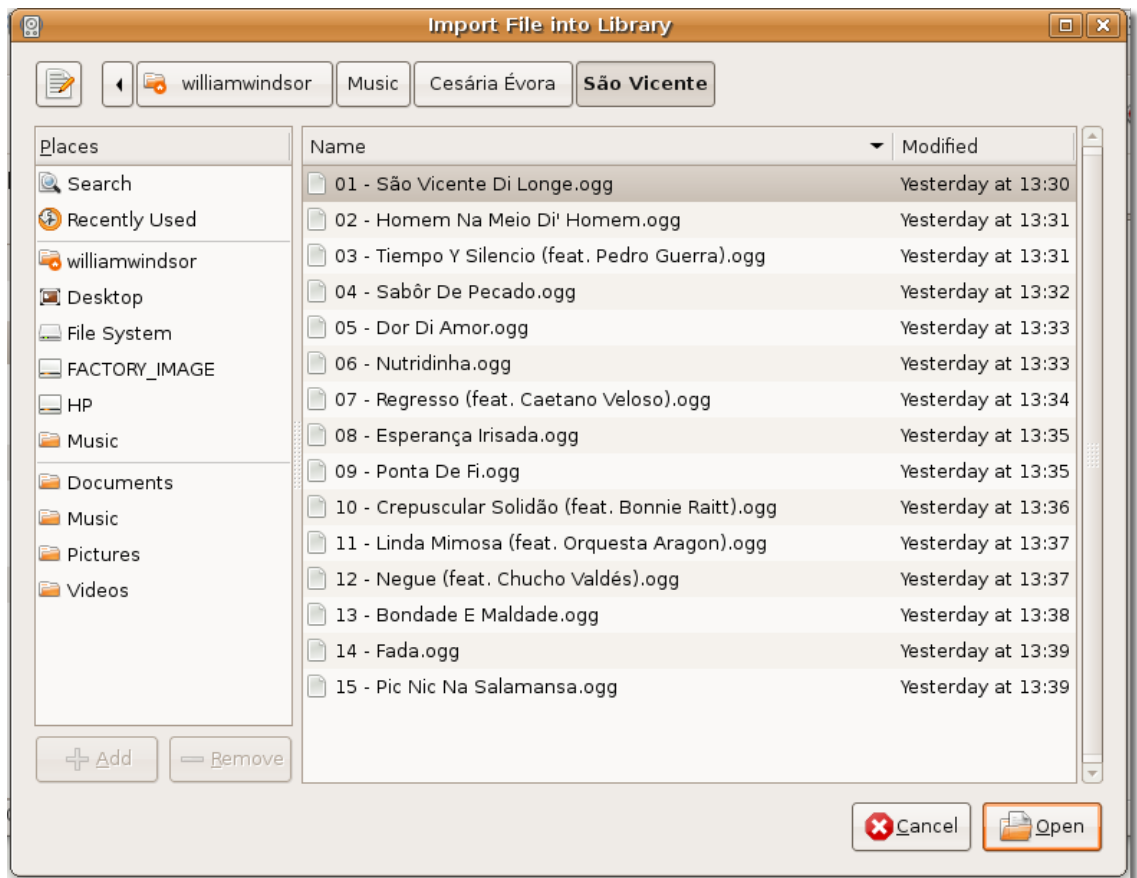 Import File into Library
williamwindsor Music Cesária Évora São Vicente
Places
Search
Recently Used
williamwindsor
Desktop
File System
FACTORY_IMAGE
HP
Music
Documents
Music
Pictures
Videos
Add Remove
Name Modified
01 - São Vicente Di Longe.ogg Yesterday at 13:30
02 - Homem Na Meio Di' Homem.ogg Yesterday at 13:31
03 - Tiempo Y Silencio (feat. Pedro Guerra).ogg Yesterday at 13:31
04 - Sabôr De Pecado.ogg Yesterday at 13:32
05 - Dor Di Amor.ogg Yesterday at 13:33
06 - Nutridinha.ogg Yesterday at 13:33
07 - Regresso (feat. Caetano Veloso).ogg Yesterday at 13:34
08 - Esperança Irisada.ogg Yesterday at 13:35
09 - Ponta De Fi.ogg Yesterday at 13:35
10 - Crepuscular Solidão (feat. Bonnie Raitt).ogg Yesterday at 13:36
11 - Linda Mimosa (feat. Orquesta Aragon).ogg Yesterday at 13:37
12 - Negue (feat. Chucho Valdés).ogg Yesterday at 13:37
13 - Bondade E Maldade.ogg Yesterday at 13:38
14 - Fada.ogg Yesterday at 13:39
15 - Pic Nic Na Salamansa.ogg Yesterday at 13:39
Cancel Open